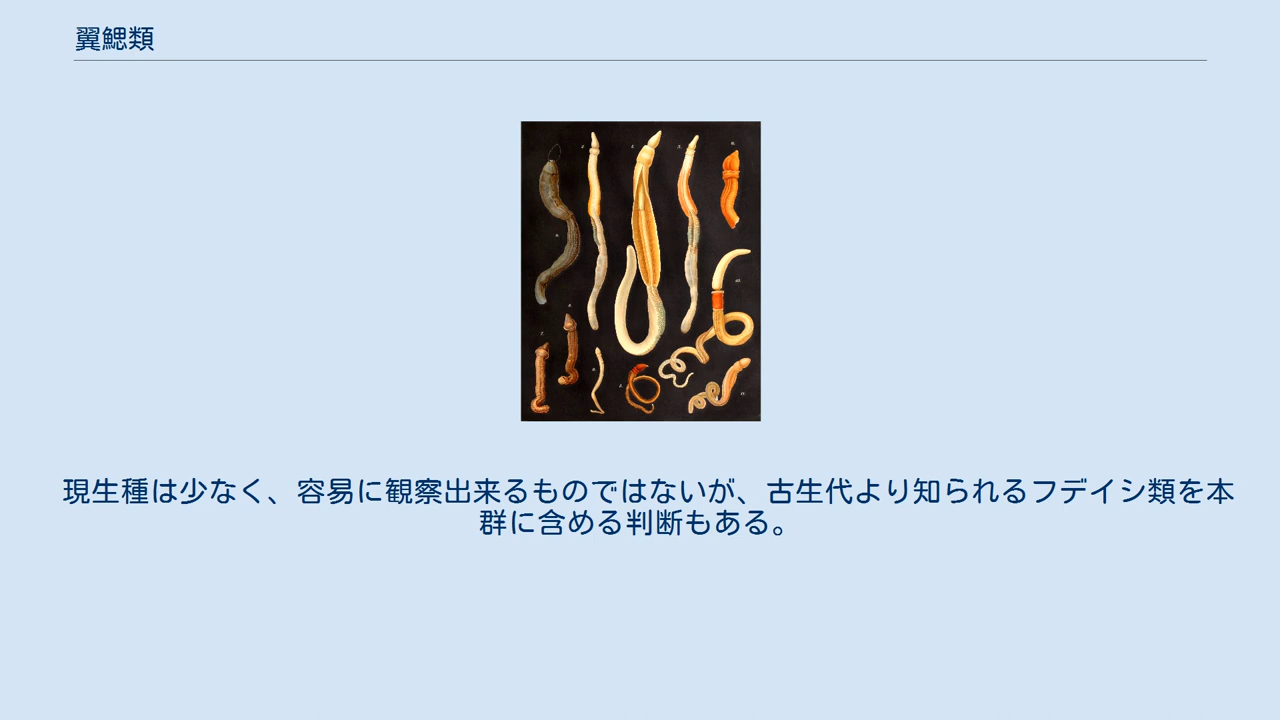 翼鰓類
現生種は少なく、容易に観察出来るものではないが、古生代より知られるフデイシ類を本
群に含める判断もある。